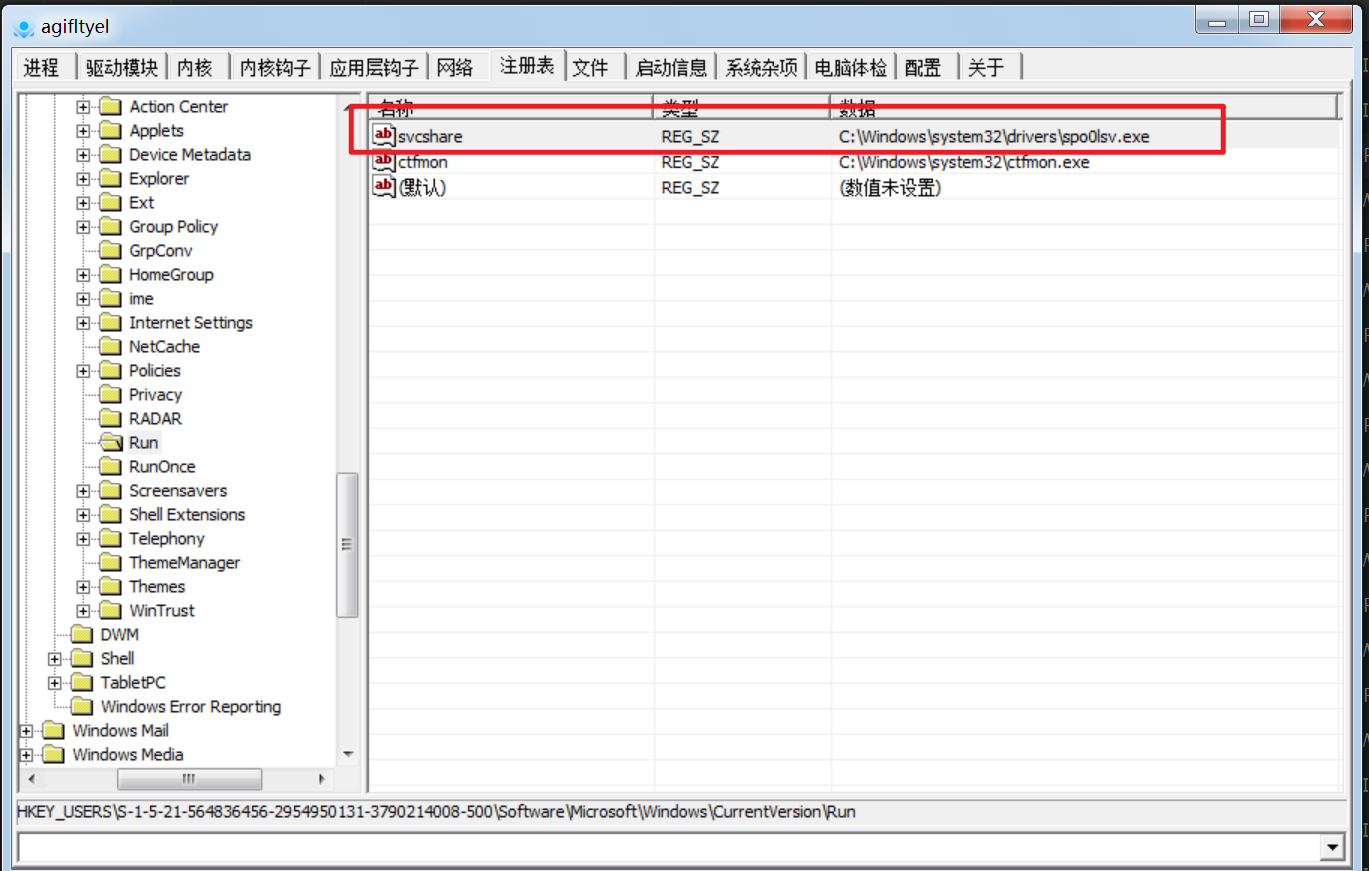 agifltyel
进程 驱动模块 内核 内核钩子 应用层钩子 网络 注册表 文件 启动信息 系统杂项 电脑体检 配置 关于
Action Center
Applets
Device Metadata
Explorer
Ext
Group Policy
GrpConv
HomeGroup
ime
Internet Settings
NetCache
Policies
Privacy
RADAR
Run
RunOnce
Screensavers
Shell Extensions
Telephony
ThemeManager
Themes
WinTrust
DWM
Shell
TabletPC
Windows Error Reporting
Windows Mail
Windows Media
名称 类型 数据
svcshare REG_SZ C:\Windows\system32\drivers\spo0lsv.exe
ctfmon REG_SZ C:\Windows\system32\ctfmon.exe
(默认) REG_SZ (数值未设置)
HKEY_USERS\S-1-5-21-564836456-2954950131-3790214008-500\Software\Microsoft\Windows\CurrentVersion\Run